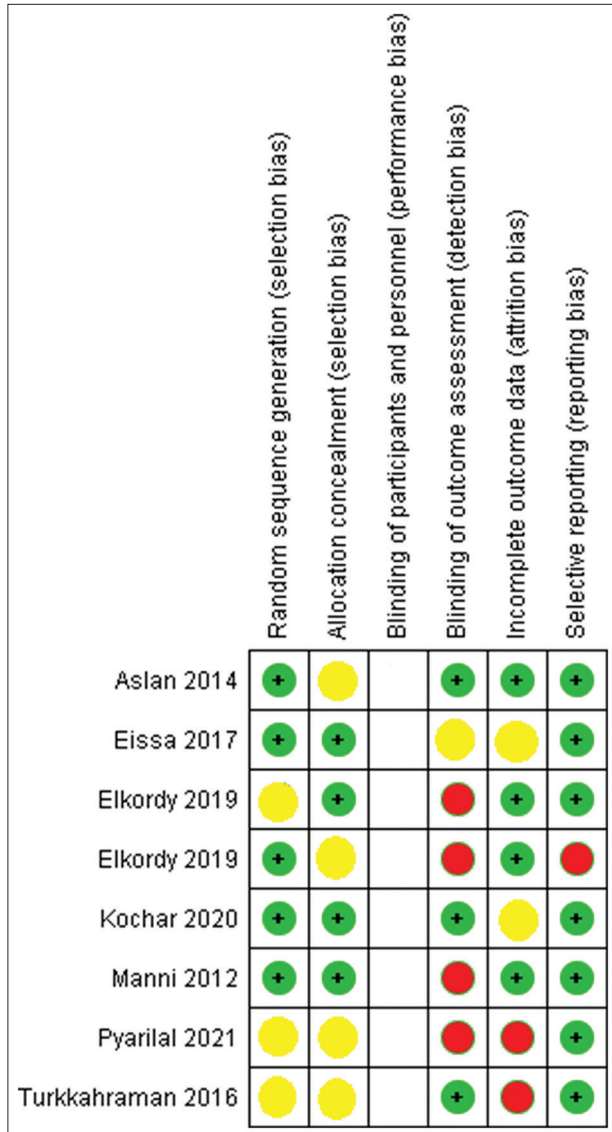 Random sequence generation (selection bias)
Allocation concealment (selection bias)
Blinding of participants and personnel (performance bias)
Blinding of outcome assessment (detection bias)
Incomplete outcome data (attrition bias)
Selective reporting (reporting bias)
Aslan 2014 + + + +
Eissa 2017 + + +
Elkordy 2019 + + +
Elkordy 2019 + +
Kochar 2020 + + + +
Manni 2012 + + + +
Pyarilal 2021 +
Turkkahraman 2016 + +